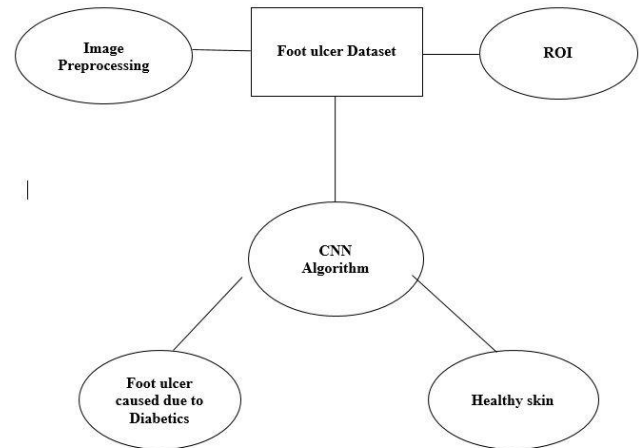 Image
Preprocessing
Foot ulcer Dataset
ROI
CNN
Algorithm
Foot ulcer
caused due to
Diabetics
Healthy skin